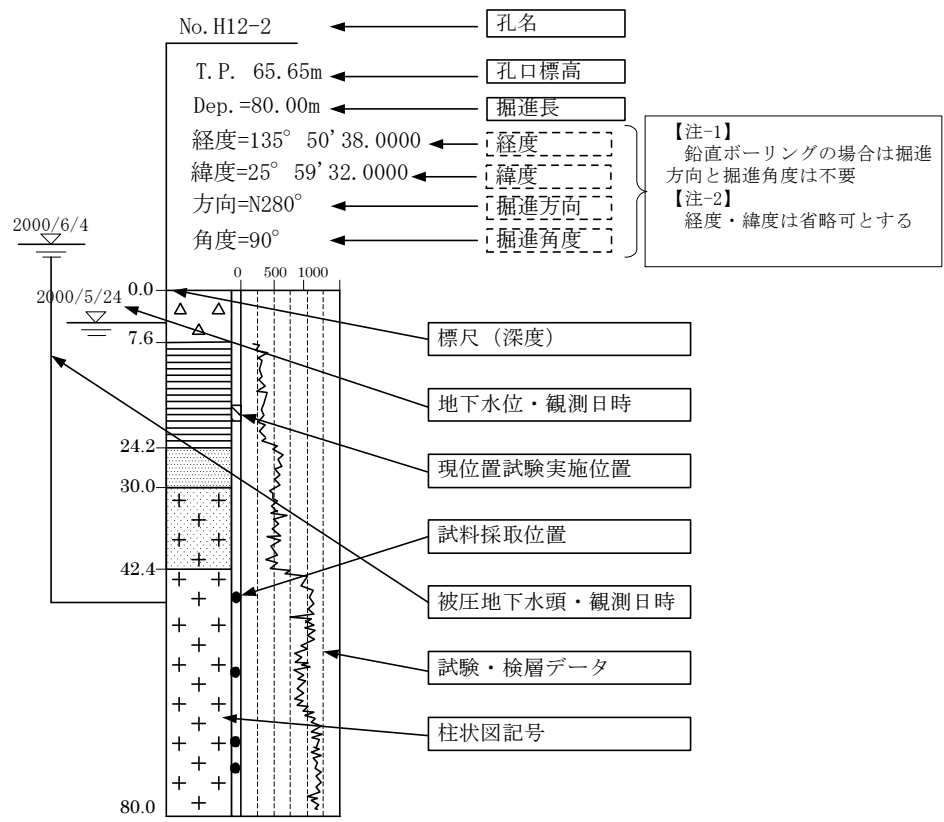 No.H12-2
孔名
T.P. 65.65m
孔口標高
Dep.=80.00m
掘進長
経度=135° 50'38.0000
経度
緯度=25° 59'32.0000
緯度
方向=N280°
掘進方向
角度=90°
掘進角度
【注-1】
鉛直ボーリングの場合は掘進
方向と掘進角度は不要
【注-2】
経度・緯度は省略可とする
2000/6/4
0 500 1000
0.0
2000/5/24
7.6
標尺（深度）
地下水位・観測日時
24.2
現位置試験実施位置
30.0
試料採取位置
42.4
被圧地下水頭・観測日時
試験・検層データ
柱状図記号
80.0